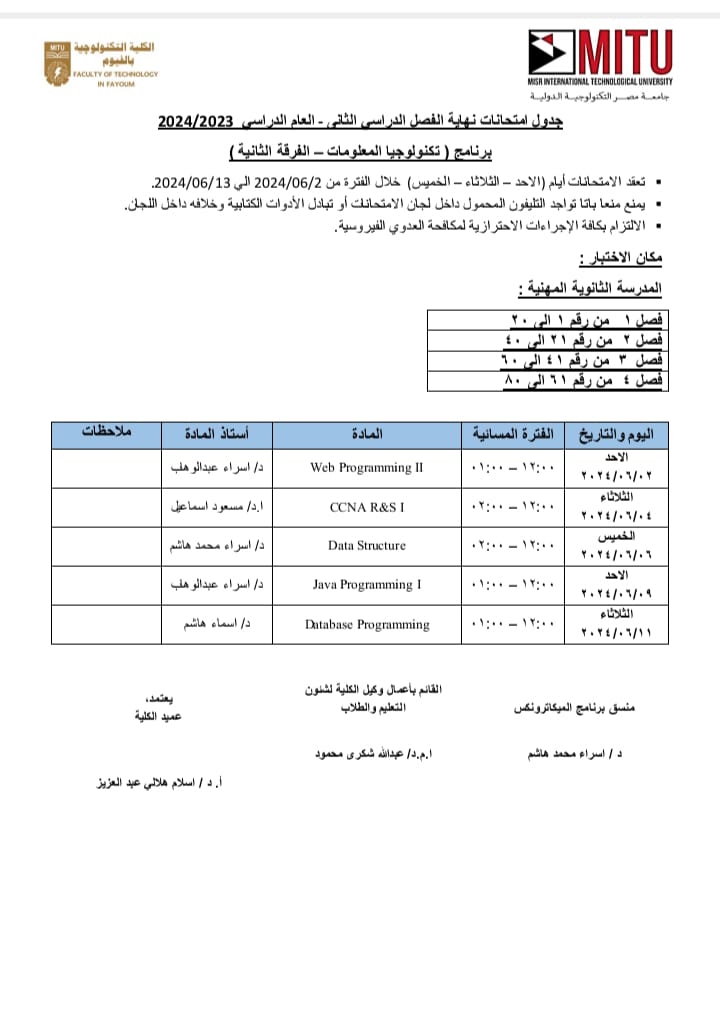 الكلية التكنولوجية
بالفيوم
FACULTY OF TECHNOLOGY
IN FAYOUM
MITU
MITU
MISR INTERNATIONAL TECHNOLOGICAL UNIVERSITY
جامعة مصر التكنولوجية الدولية
جدول امتحانات نهاية الفصل الدراسي الثاني - العام الدراسي 2024/2023
برنامج ( تكنولوجيا المعلومات – الفرقة الثانية )
▪ تعقد الامتحانات أيام (الاحد – الثلاثاء – الخميس) خلال الفترة من 2024/06/2 الي 2024/06/13.
▪ يمنع منعا باتا تواجد التليفون المحمول داخل لجان الامتحانات أو تبادل الأدوات الكتابية وخلافه داخل اللجان.
▪ الالتزام بكافة الإجراءات الاحترازية لمكافحة العدوي الفيروسية.
مكان الاختبار :
المدرسة الثانوية المهنية :
فصل ١ من رقم ١ الى ٢٠
فصل ٢ من رقم ٢١ الى ٤٠
فصل ٣ من رقم ٤١ الى ٦٠
فصل ٤ من رقم ٦١ الى ٨٠
اليوم والتاريخ الفترة المسائية المادة أستاذ المادة ملاحظات
الاحد
٢٠٢٤/٠٦/٠٢ ١٢:٠٠ – ٠١:٠٠ Web Programming II د/ اسراء عبدالوهاب
الثلاثاء
٢٠٢٤/٠٦/٠٤ ١٢:٠٠ – ٠٢:٠٠ CCNA R&S I ا.د/ مسعود اسماعيل
الخميس
٢٠٢٤/٠٦/٠٦ ١٢:٠٠ – ٠٢:٠٠ Data Structure د/ اسراء محمد هاشم
الاحد
٢٠٢٤/٠٦/٠٩ ١٢:٠٠ – ٠١:٠٠ Java Programming I د/ اسراء عبدالوهاب
الثلاثاء
٢٠٢٤/٠٦/١١ ١٢:٠٠ – ٠١:٠٠ Database Programming د/ اسماء هاشم
منسق برنامج الميكاترونكس
د / اسراء محمد هاشم
القائم بأعمال وكيل الكلية لشئون
التعليم والطلاب
ا.م.د/ عبدالله شكرى محمود
يعتمد،
عميد الكلية
أ. د / اسلام هلالي عبد العزيز